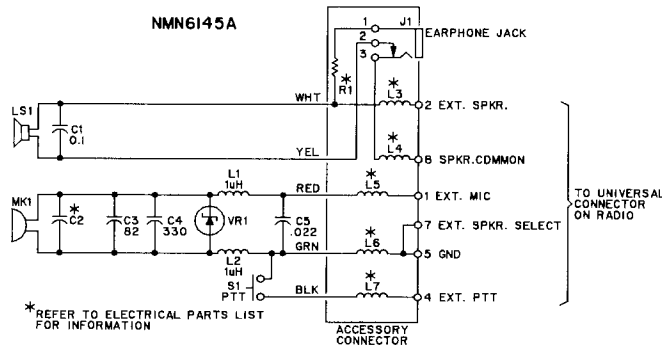 NMN6145A
1
J1
EARPHONE JACK
2
3
*
R1
*
L3
LS1
WHT
2 EXT. SPKR.
C1
0.1
*
L4
YEL
8 SPKR.COMMON
L1
1uH
RED
*
L5
1 EXT. MIC
TO UNIVERSAL
CONNECTOR
ON RADIO
MK1
*
C2
C3
82
C4
330
VR1
C5
.022
7 EXT. SPKR SELECT
*
L6
GRN
5 GND
L2
1uH
S1
PTT
*
L7
BLK
4 EXT. PTT
*REFER TO ELECTRICAL PARTS LIST
FOR INFORMATION
ACCESSORY
CONNECTOR